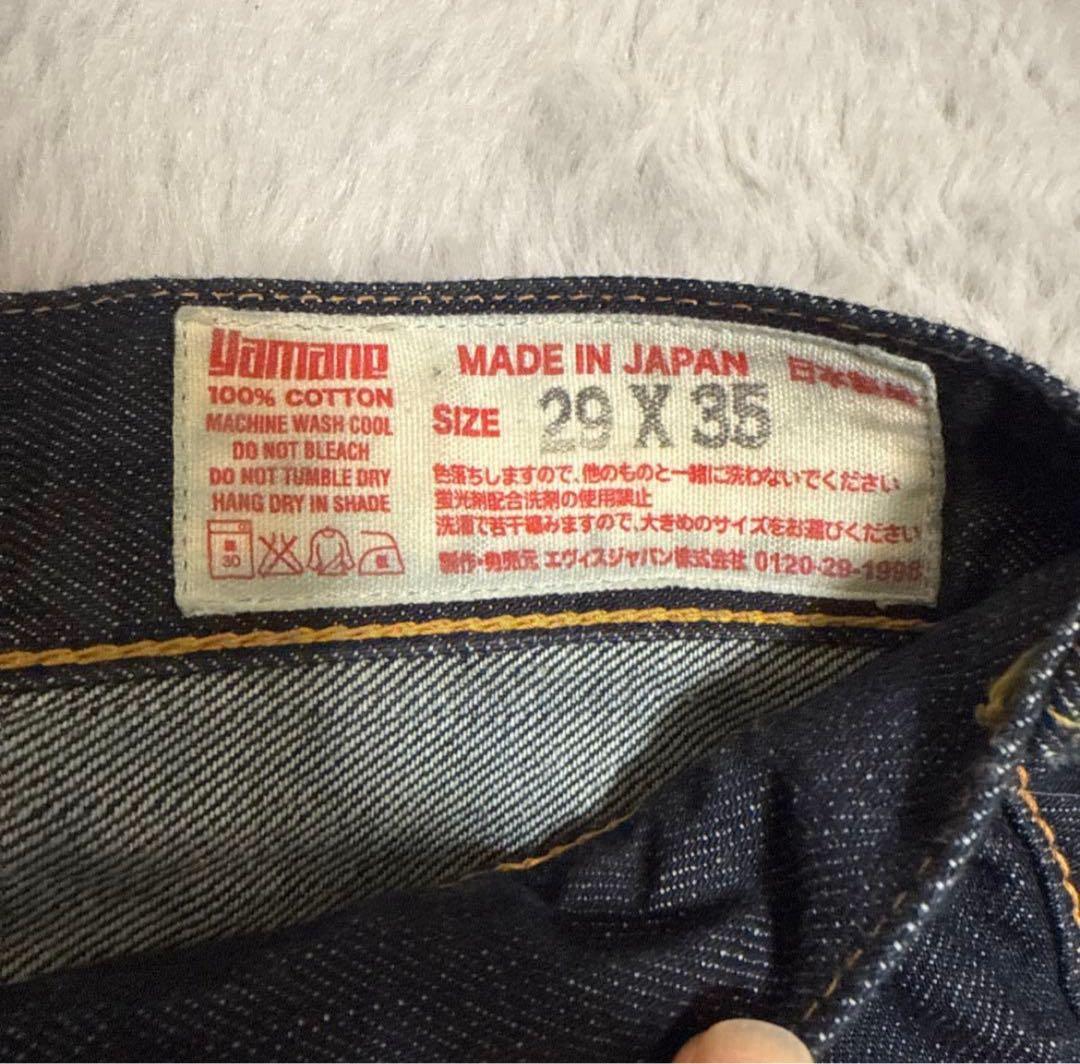 Yamane
100% COTTON
MACHINE WASH COOL
DO NOT BLEACH
DO NOT TUMBLE DRY
HANG DRY IN SHADE
30
MADE IN JAPAN 日本製
SIZE 29 X 35
色落ちしますので、他のものと一緒に洗わないでください
蛍光剤配合洗剤の使用禁止
洗濯で若干縮みますので、大きめのサイズをお選びください
製作・発売元 エヴィスジャパン株式会社 0120-29-1998